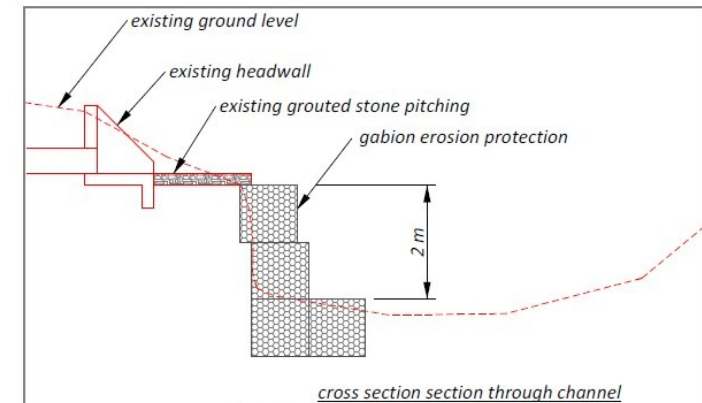 existing ground level
existing headwall
existing grouted stone pitching
gabion erosion protection
2 m
cross section section through channel